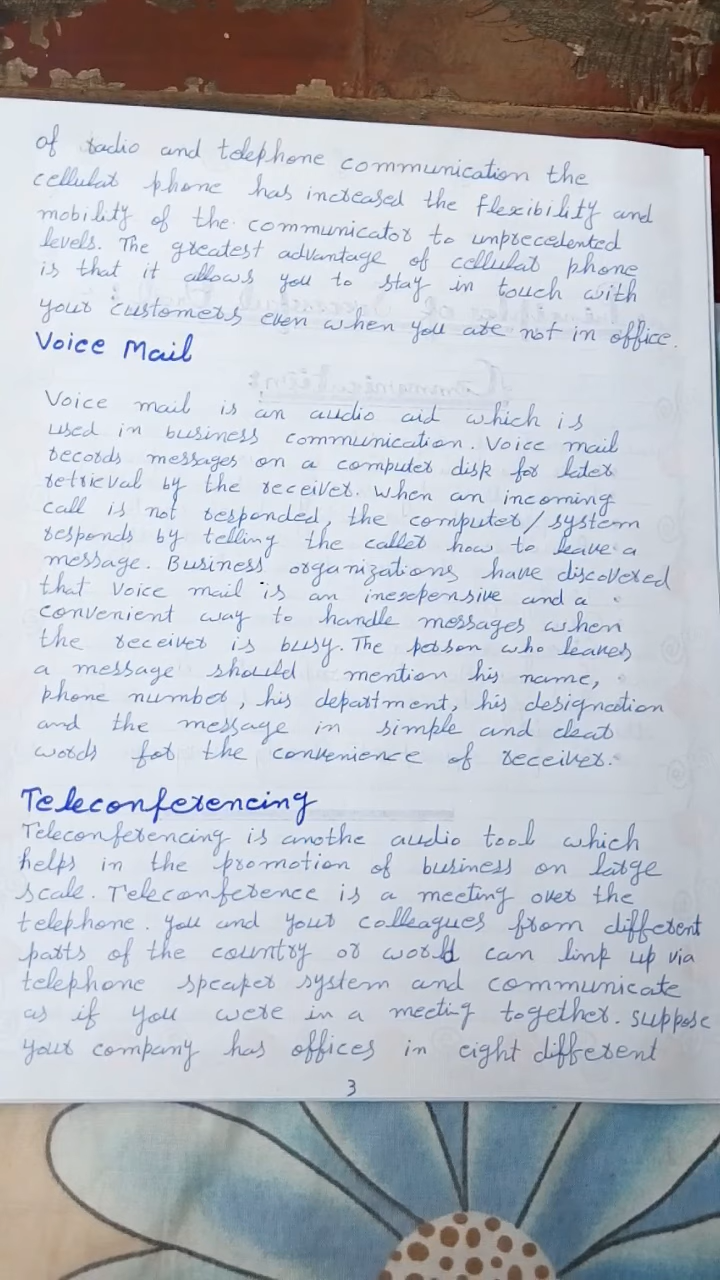 of radio and telephone communication the
cellular phone has increased the flexibility and
mobility of the communicator to unprecedented
levels. The greatest advantage of cellular phone
is that it allows you to stay in touch with
your customers even when you are not in office.
Voice Mail
Voice mail is an audio aid which is
used in business communication. Voice mail
records messages on a computer disk for later
retrieval by the receiver. When an incoming
call is not responded, the computer/system
responds by telling the caller how to leave a
message. Business organizations have discovered
that Voice mail is an inexpensive and a
convenient way to handle messages when
the receiver is busy. The person who leaves
a message should mention his name,
phone number, his department, his designation
and the message in simple and clear
words for the convenience of receiver.
Teleconferencing
Teleconferencing is anothe audio tool which
helps in the promotion of business on large
scale. Teleconference is a meeting over the
telephone. you and your colleagues from different
parts of the country or world can link up via
telephone speaker system and communicate
as if you were in a meeting together. suppose
your company has offices in eight different
3